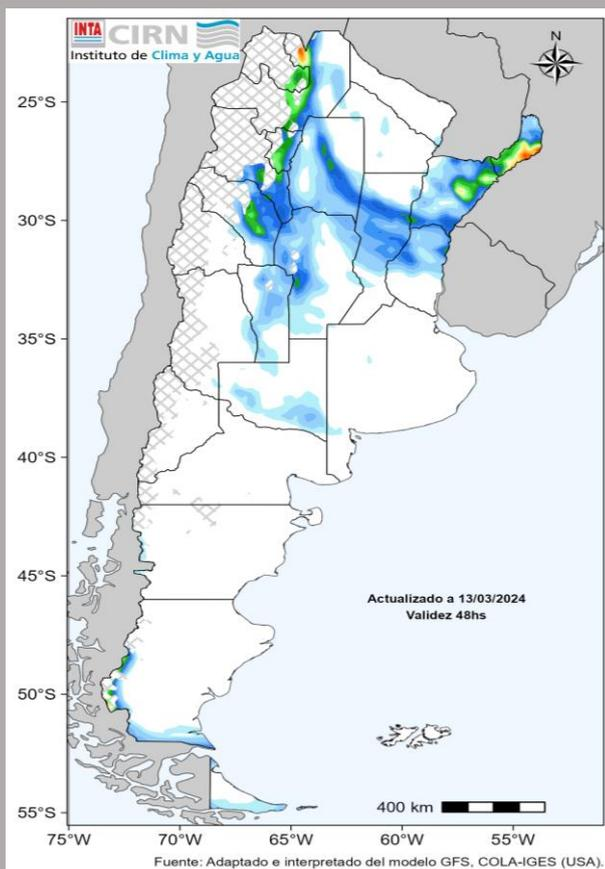 INTA CIRN
Instituto de Clima y Agua
N
25°S
30°S
35°S
40°S
45°S
50°S
55°S
Actualizado a 13/03/2024
Validez 48hs
400 km
75°W 70°W 65°W 60°W 55°W
Fuente: Adaptado e interpretado del modelo GFS, COLA-IGES (USA).